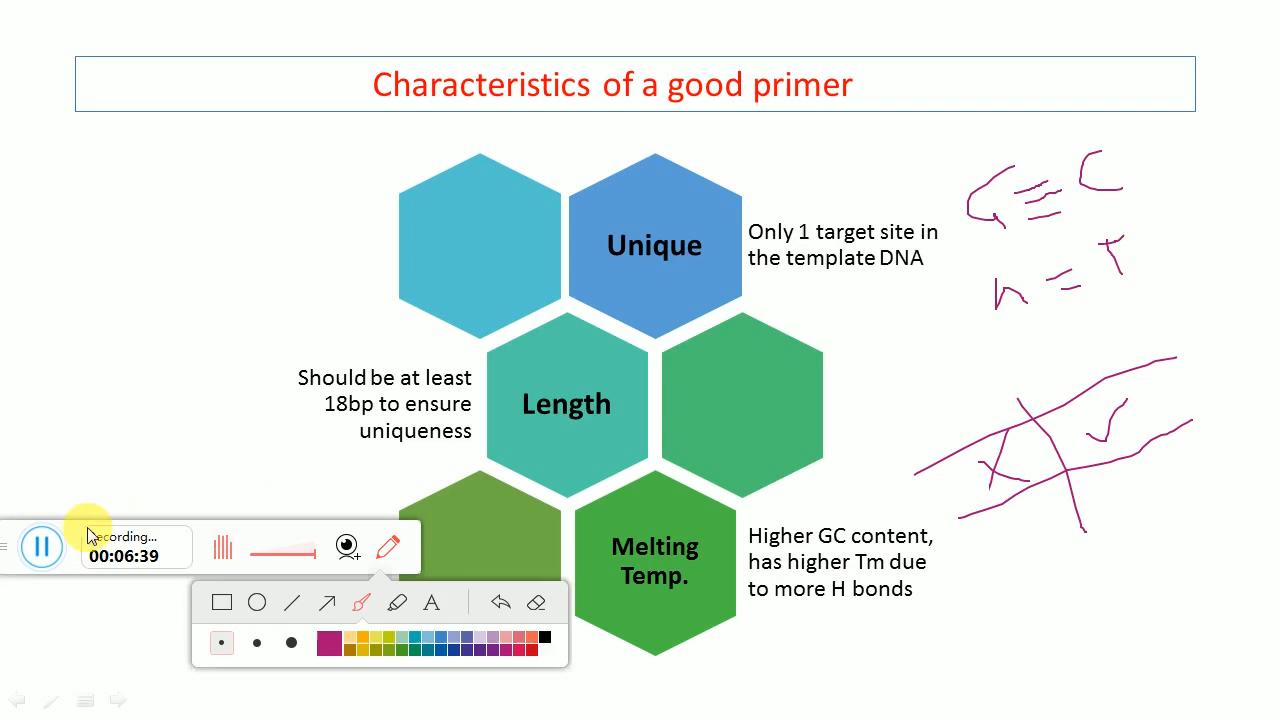 Characteristics of a good primer
Unique
Only 1 target site in
the template DNA
G ≡ C
= T
Should be at least
18bp to ensure
uniqueness
Length
Melting
Temp.
Higher GC content,
has higher Tm due
to more H bonds
recording...
00:06:39
A